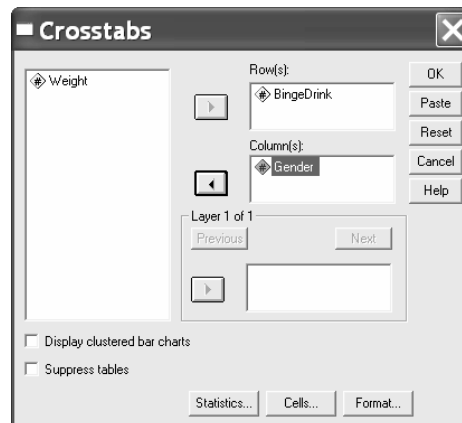 Crosstabs
Weight
Row(s):
BingeDrink
Column(s):
Gender
Layer 1 of 1
Previous
Next
OK
Paste
Reset
Cancel
Help
Display clustered bar charts
Suppress tables
Statistics...
Cells...
Format...